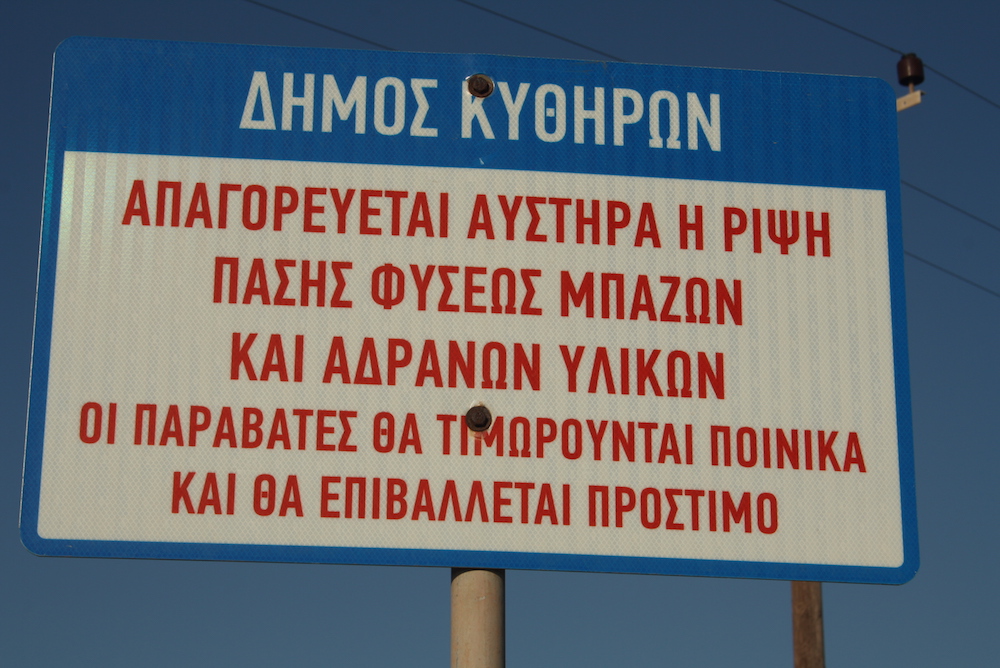 ΔΗΜΟΣ ΚΥΘΗΡΩΝ
ΑΠΑΓΟΡΕΥΕΤΑΙ ΑΥΣΤΗΡΑ Η ΡΙΨΗ
ΠΑΣΗΣ ΦΥΣΕΩΣ ΜΠΑΖΩΝ
ΚΑΙ ΑΔΡΑΝΩΝ ΥΛΙΚΩΝ
ΟΙ ΠΑΡΑΒΑΤΕΣ ΘΑ ΤΙΜΩΡΟΥΝΤΑΙ ΠΟΙΝΙΚΑ
ΚΑΙ ΘΑ ΕΠΙΒΑΛΛΕΤΑΙ ΠΡΟΣΤΙΜΟ